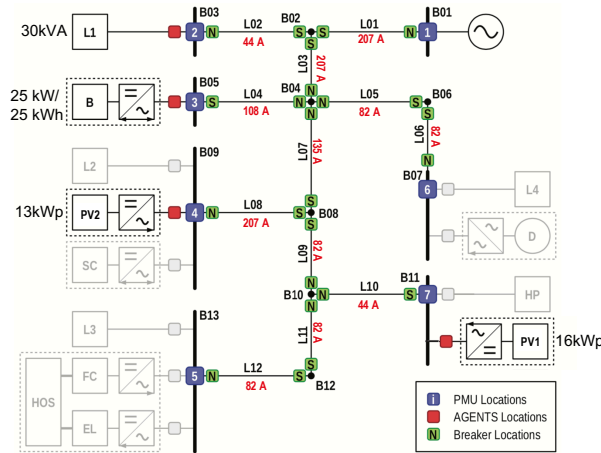 B03
B02
B01
30kVA
L1
2
N
L02
S
S
L01
N
1
44 A
S
207 A
L03
207 A
B05
25 kW/
25 kWh
B
3
S
L04
B04
N
N
N
N
L05
S
B06
S
108 A
82 A
L06
82 A
L07
135 A
N
B09
B07
L2
6
L4
13kWp
PV2
4
N
L08
S
S
S
B08
D
207 A
L09
82 A
SC
B10
N
N
N
L10
S
B11
7
HP
44 A
B13
L11
82 A
L3
PV1
16kWp
HOS
FC
5
N
L12
S
S
B12
82 A
EL
i PMU Locations
AGENTS Locations
N Breaker Locations